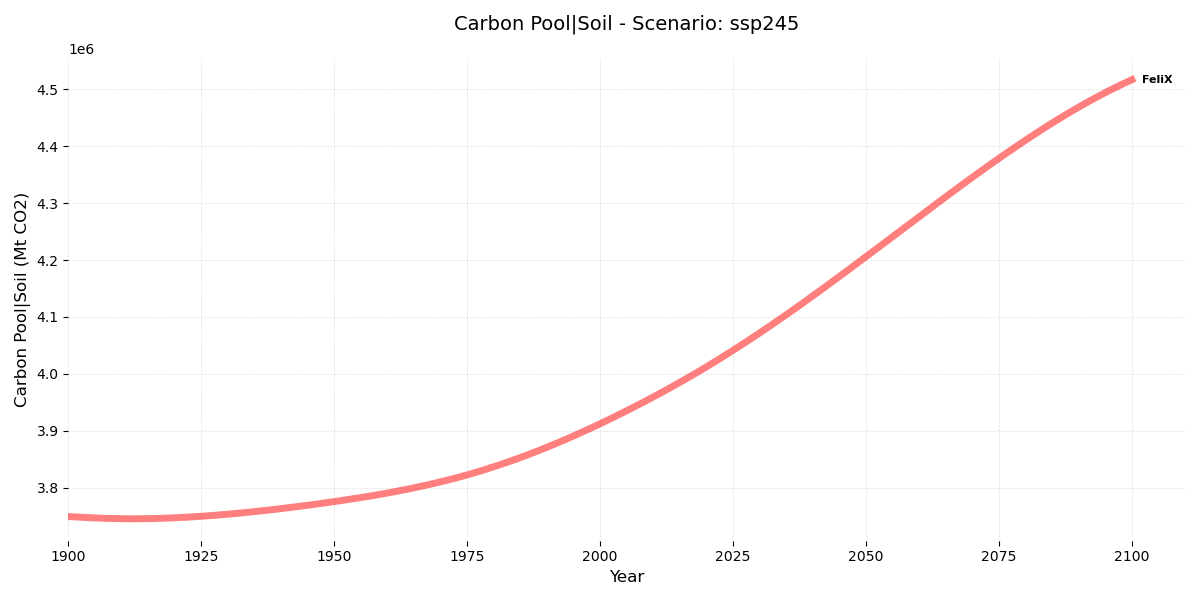 Carbon Pool|Soil - Scenario: ssp245
1e6
4.5
4.4
4.3
4.2
4.1
4.0
3.9
3.8
Carbon Pool|Soil (Mt CO2)
FeliX
1900 1925 1950 1975 2000 2025 2050 2075 2100
Year